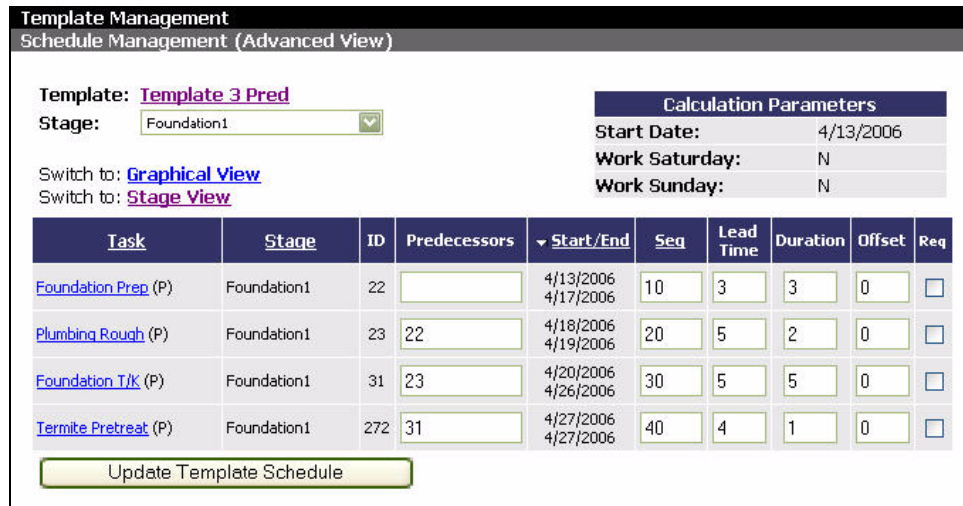 Template Management
Schedule Management (Advanced View)
Template: Template 3 Pred
Stage: Foundation1
Switch to: Graphical View
Switch to: Stage View
Calculation Parameters
Start Date: 4/13/2006
Work Saturday: N
Work Sunday: N
Task Stage ID Predecessors Start/End Seq Lead Time Duration Offset Req
Foundation Prep (P) Foundation1 22 4/13/2006 10 3 3 0
4/17/2006
Plumbing Rough (P) Foundation1 23 22 4/18/2006 20 5 2 0
4/19/2006
Foundation T/K (P) Foundation1 31 23 4/20/2006 30 5 5 0
4/26/2006
Termite Pretreat (P) Foundation1 272 31 4/27/2006 40 4 1 0
4/27/2006
Update Template Schedule